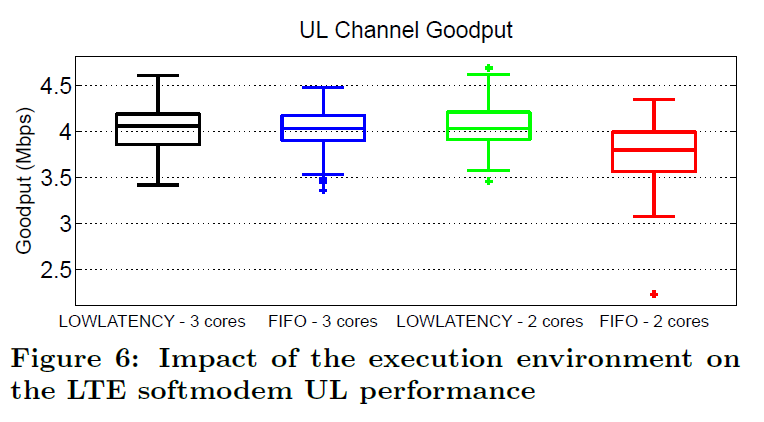 UL Channel Goodput
Goodput (Mbps)
4.5
4
3.5
3
2.5
LOWLATENCY - 3 cores FIFO - 3 cores LOWLATENCY - 2 cores FIFO - 2 cores
Figure 6: Impact of the execution environment on
the LTE softmodem UL performance